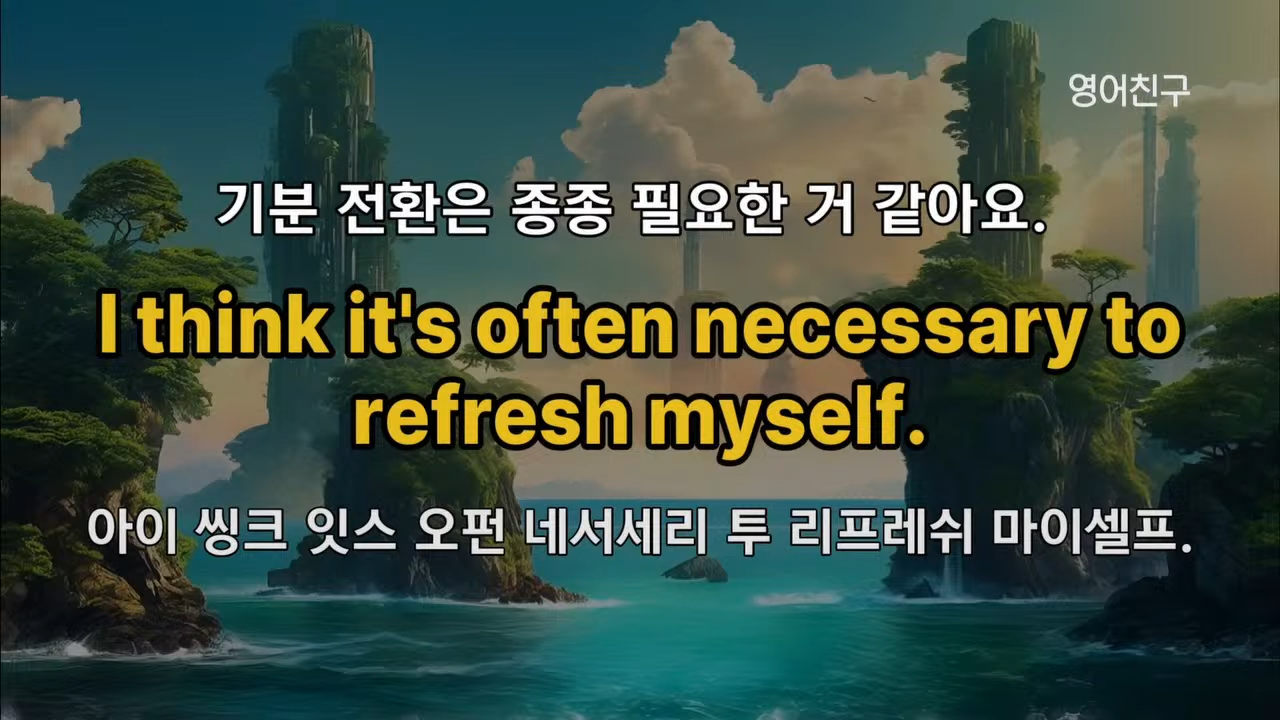 영어친구
기분 전환은 종종 필요한 거 같아요.
I think it's often necessary to
refresh myself.
아이 씽크 잇스 오펀 네서세리 투 리프레쉬 마이셀프.